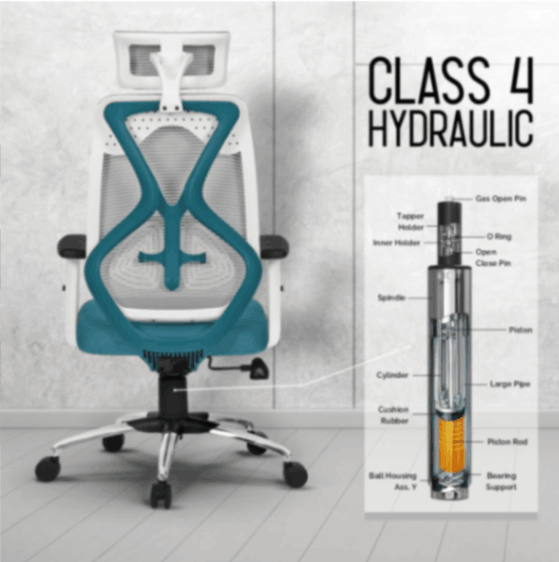 CLASS 4
HYDRAULIC
Gas Open Pin
Tapper
Holder
Inner Holder
O Ring
Open
Close Pin
Spindle
Piston
Cylinder
Large Pipe
Cushion
Rubber
Piston Rod
Ball Housing
Ass. Y
Bearing
Support